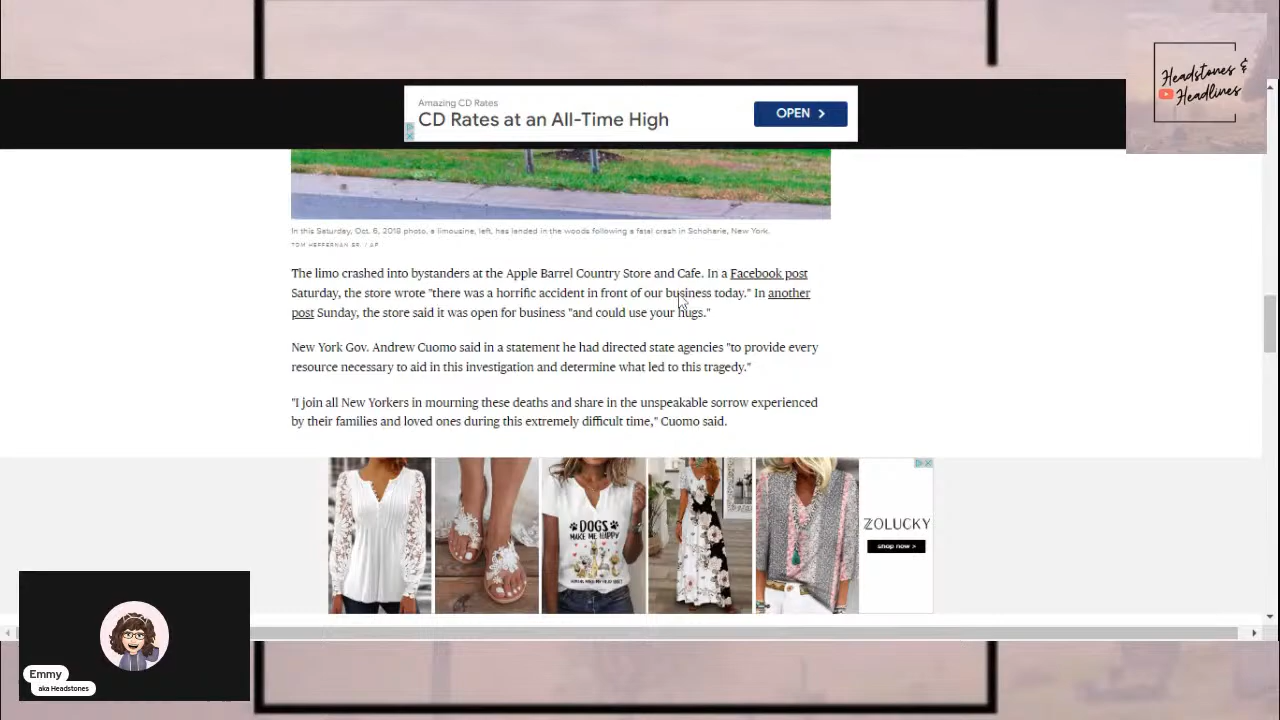 Amazing CD Rates
CD Rates at an All-Time High
OPEN
Headstones &
Headlines
In this Saturday, Oct. 6, 2018 photo, a limousine, left, has landed in the woods following a fatal crash in Schoharie, New York.
TOM HEFFERNAN SR. / AP
The limo crashed into bystanders at the Apple Barrel Country Store and Cafe. In a Facebook post
Saturday, the store wrote "there was a horrific accident in front of our business today." In another
post Sunday, the store said it was open for business "and could use your hugs."
New York Gov. Andrew Cuomo said in a statement he had directed state agencies "to provide every
resource necessary to aid in this investigation and determine what led to this tragedy."
"I join all New Yorkers in mourning these deaths and share in the unspeakable sorrow experienced
by their families and loved ones during this extremely difficult time," Cuomo said.
DOGS
MAKE ME HAPPY
ZOLUCKY
shop now >
Emmy
aka Headstones